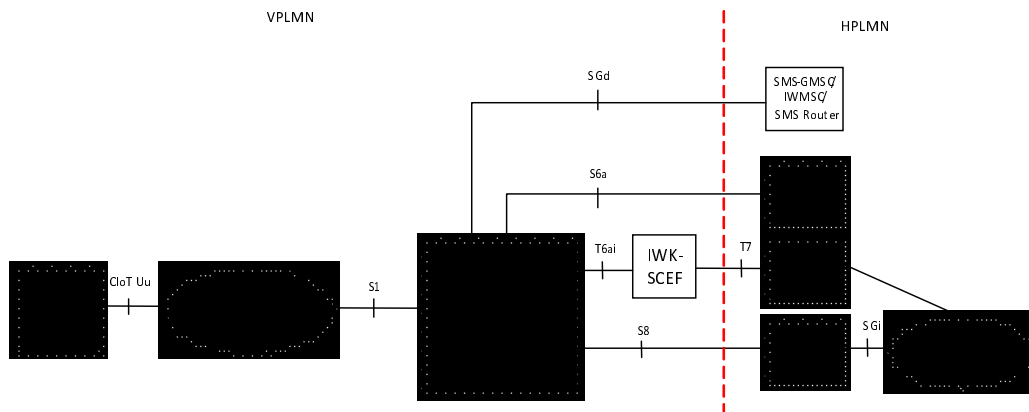 VPLMN
HPLMN
SGd
SMS-GMSC/
IWMSC/
SMS Router
S6a
T6ai
IWK-
SCEF
T7
CIoT Uu
S1
S8
SGi